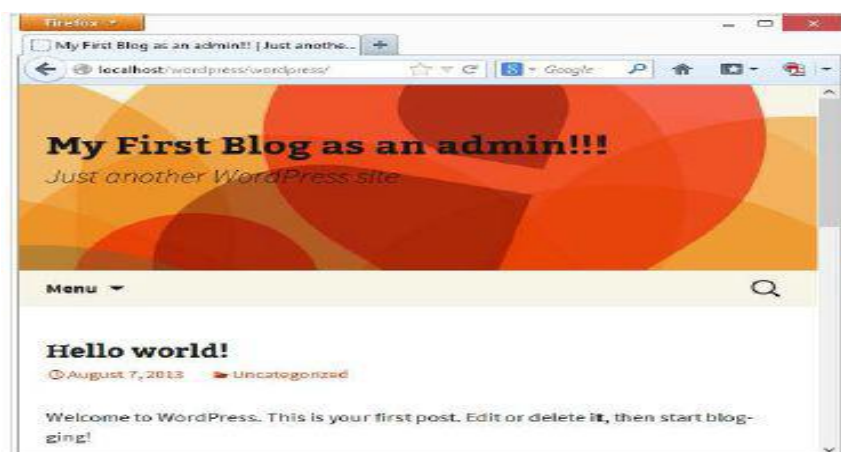 Firefox
My First Blog as an admin!!! | Just anothe...
localhost/wordpress/wordpress/
Google
My First Blog as an admin!!!
Just another WordPress site
Menu
Hello world!
August 7, 2013 Uncategorized
Welcome to WordPress. This is your first post. Edit or delete it, then start blog-
ging!